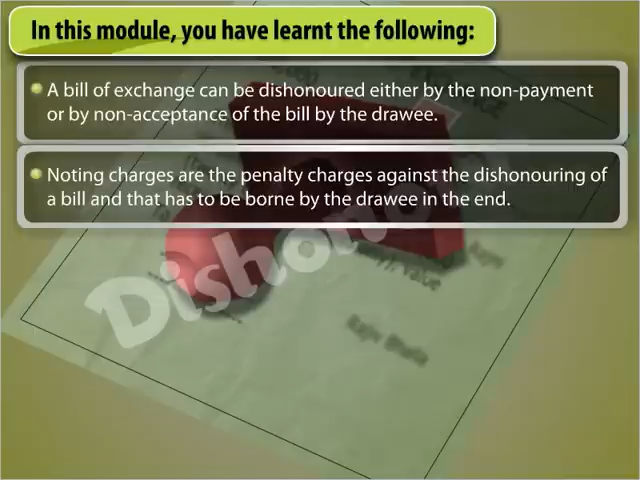 In this module, you have learnt the following:
A bill of exchange can be dishonoured either by the non-payment
or by non-acceptance of the bill by the drawee.
Noting charges are the penalty charges against the dishonouring of
a bill and that has to be borne by the drawee in the end.
Dishono
Value